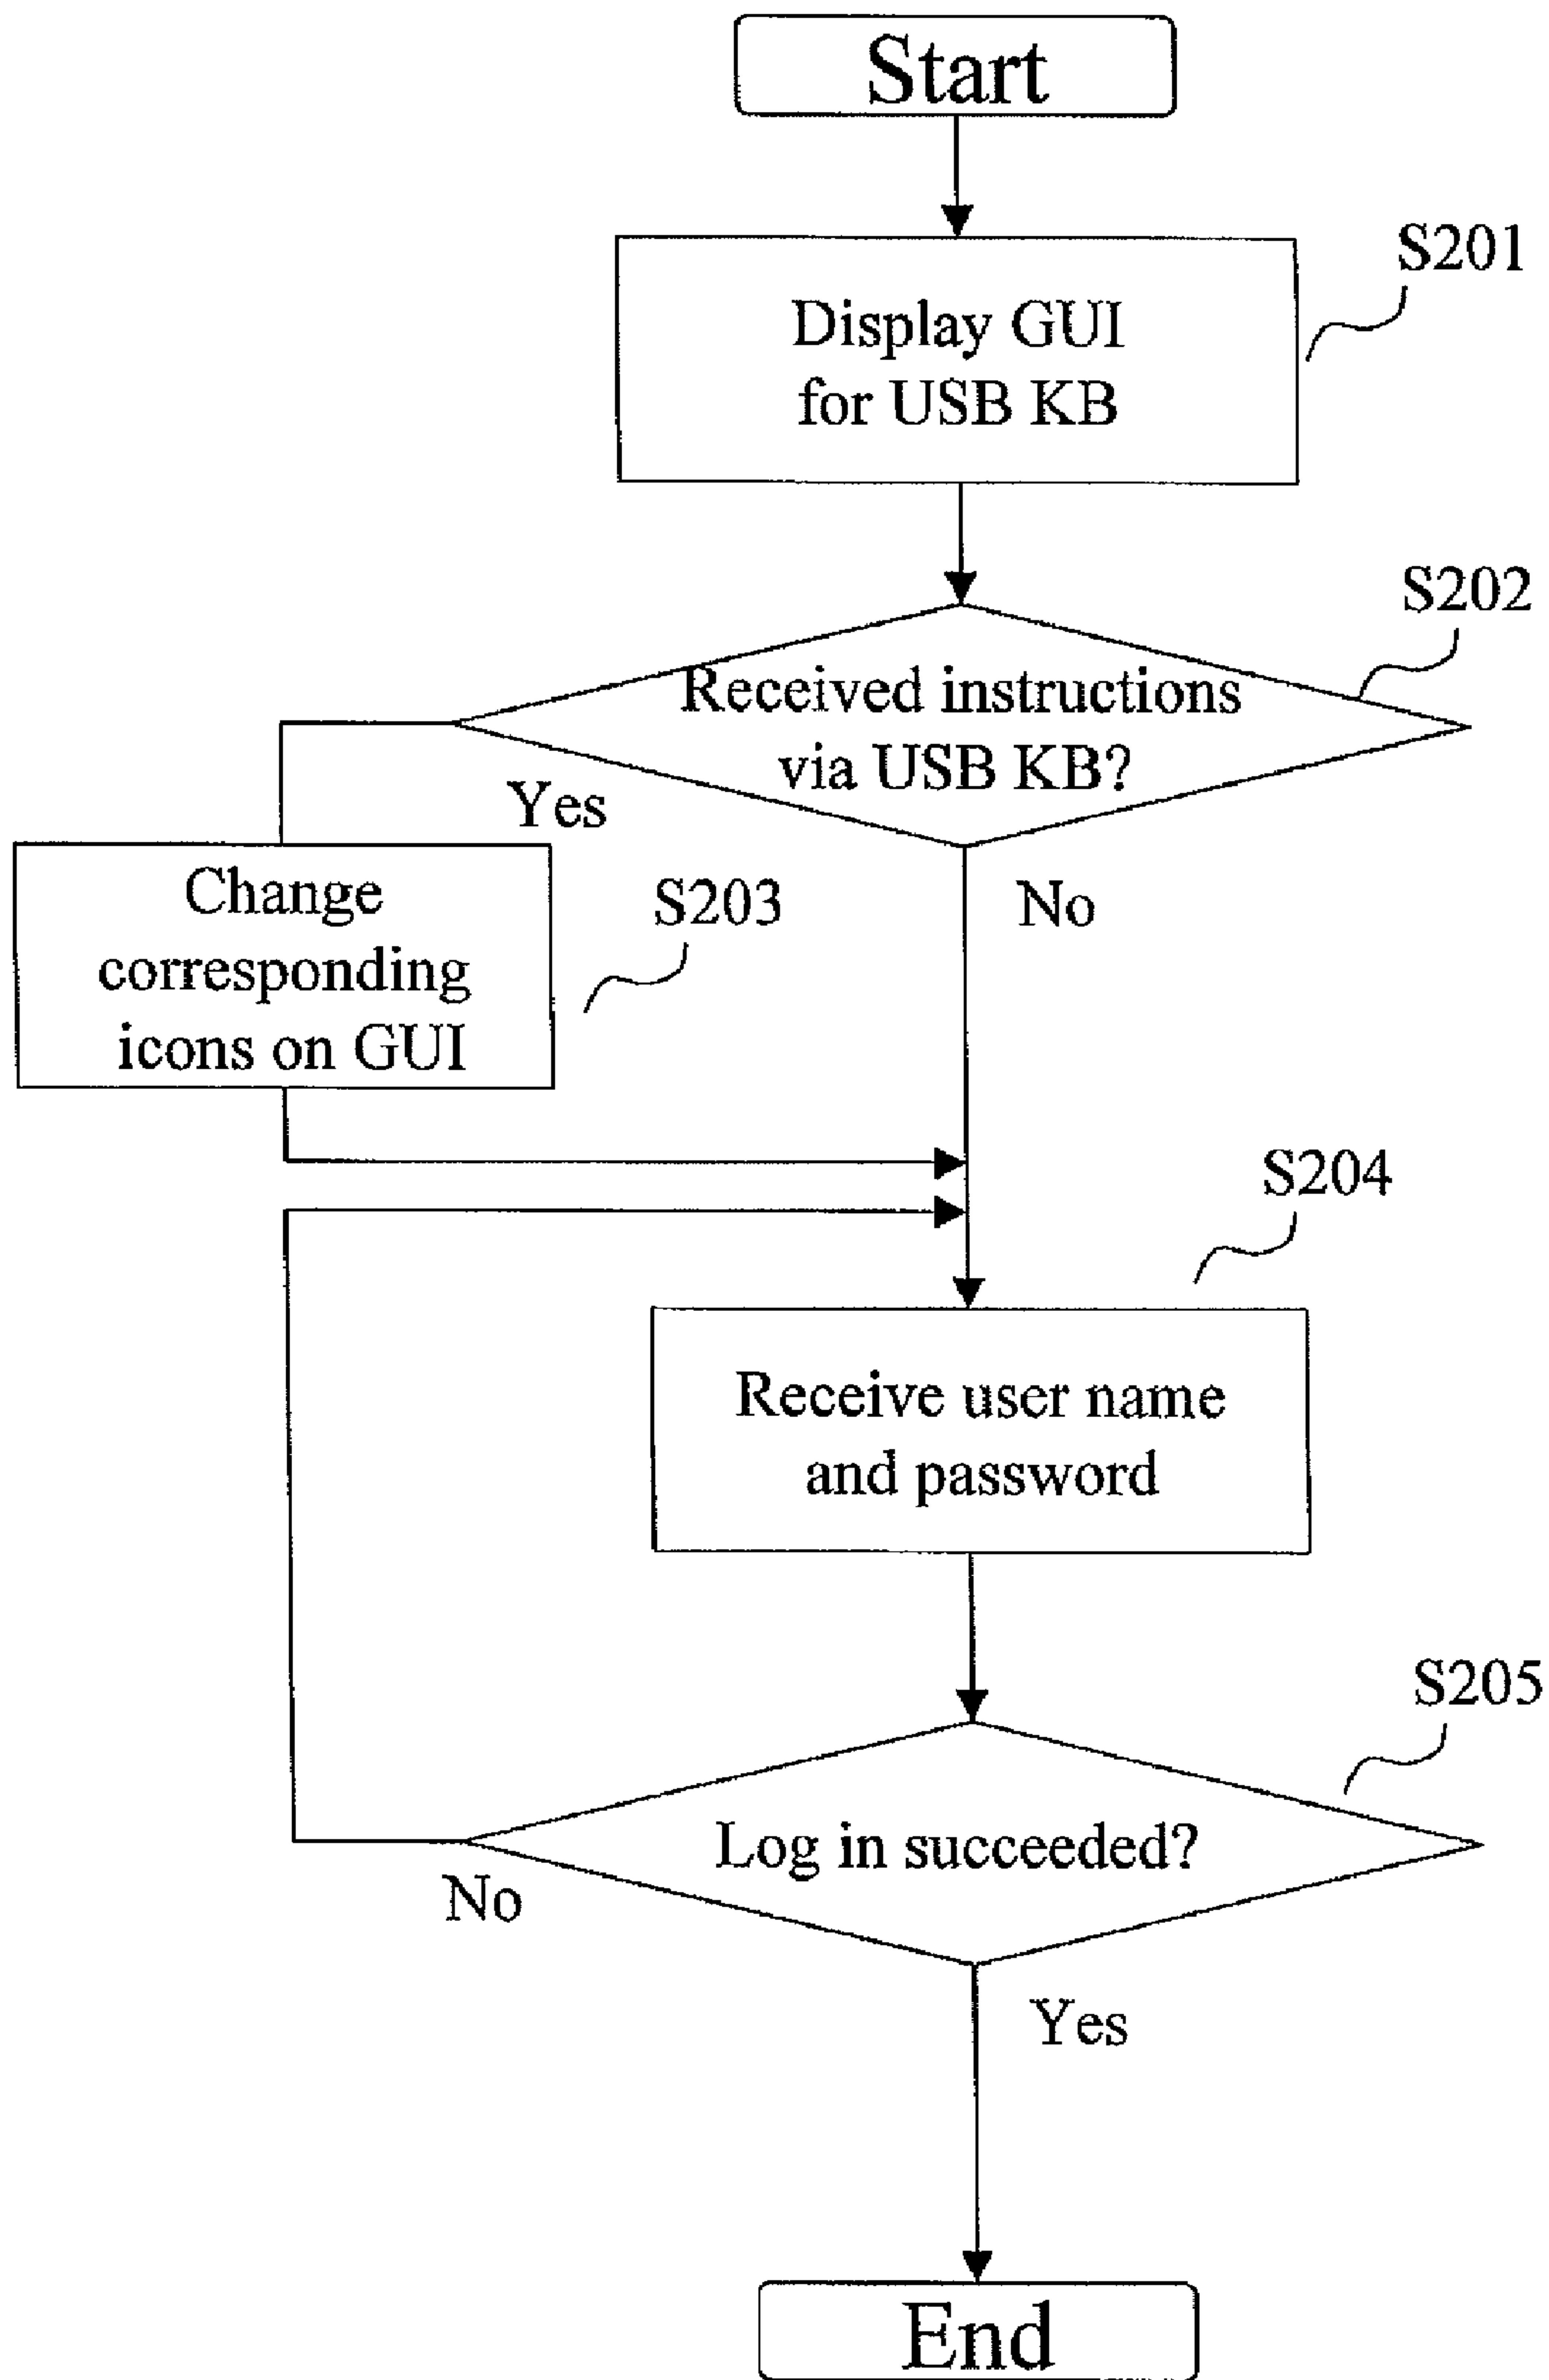 Start
S201
Display GUI
for USB KB
S202
Received instructions
via USB KB?
Yes
No
Change
corresponding
icons on GUI
S203
S204
Receive user name
and password
S205
Log in succeeded?
No
Yes
End